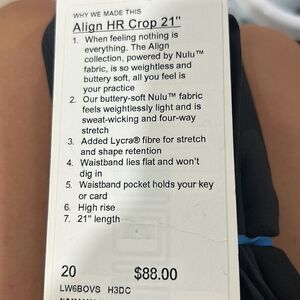 WHY WE MADE THIS
Align HR Crop 21"
1. When feeling nothing is
everything. The Align
collection, powered by Nulu™
fabric, is so weightless and
buttery soft, all you feel is
your practice
2. Our buttery-soft Nulu™ fabric
feels weightlessly light and is
sweat-wicking and four-way
stretch
3. Added Lycra® fibre for stretch
and shape retention
4. Waistband lies flat and won't
dig in
5. Waistband pocket holds your key
or card
6. High rise
7. 21" length
20 $88.00
LW6BOVS H3DC